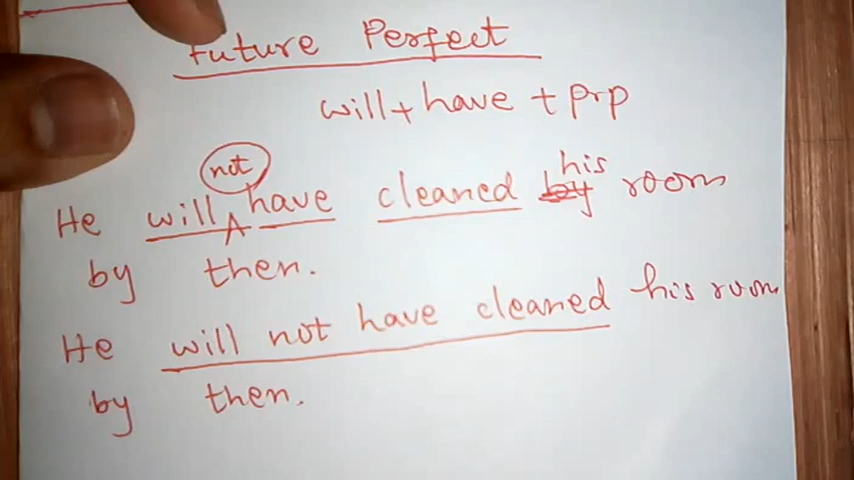 Future Perfect
will + have + prp
not
He will have cleaned his room
by then.
He will not have cleaned his room
by then.